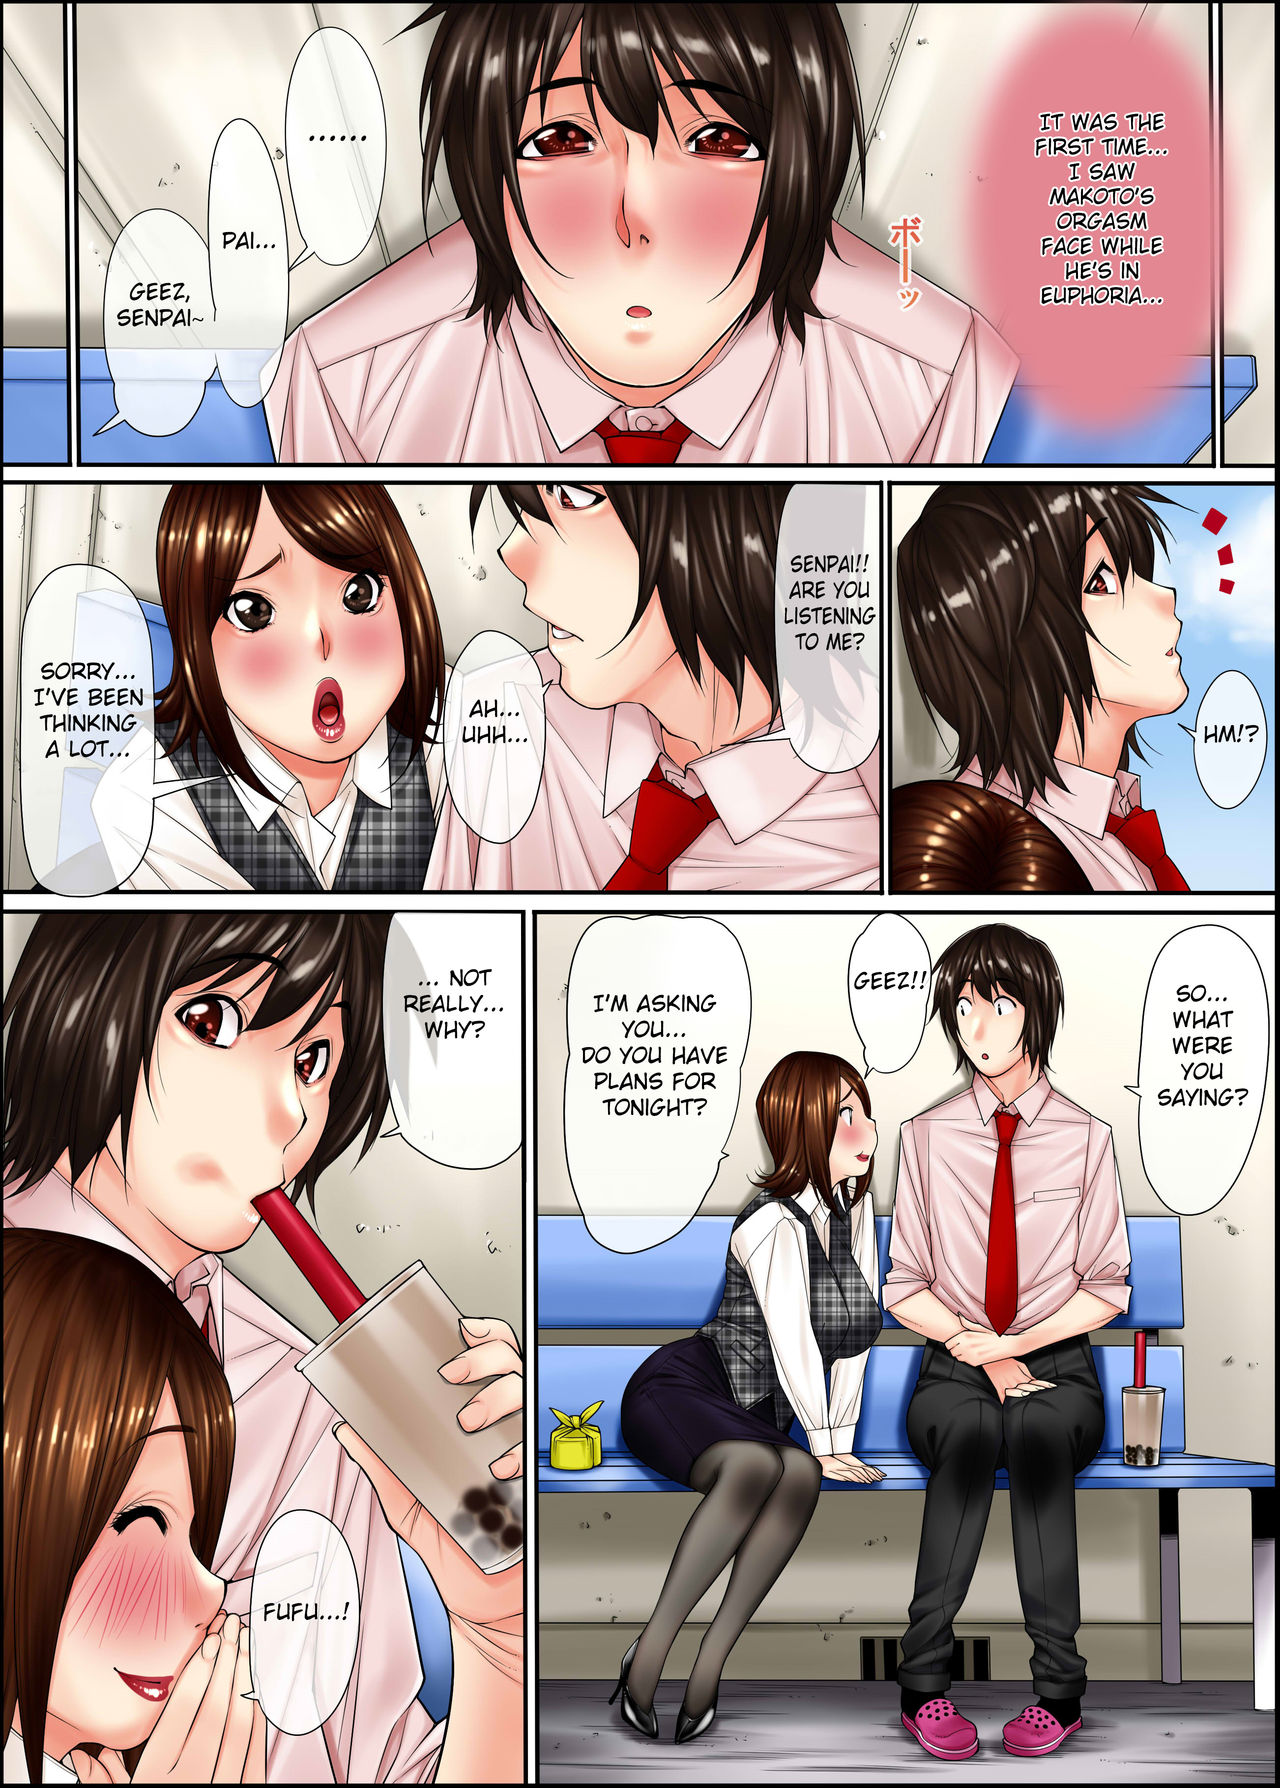 IT WAS THE
FIRST TIME...
I SAW
MAKOTO'S
ORGASM
FACE WHILE
HE'S IN
EUPHORIA...
ボーッ
......
PAI...
GEEZ,
SENPAI~
HM!?
SENPAI!!
ARE YOU
LISTENING
TO ME?
AH...
UHH...
SORRY...
I'VE BEEN
THINKING
A LOT...
SO...
WHAT
WERE
YOU
SAYING?
GEEZ!!
I'M ASKING
YOU...
DO YOU HAVE
PLANS FOR
TONIGHT?
... NOT
REALLY...
WHY?
FUFU...!